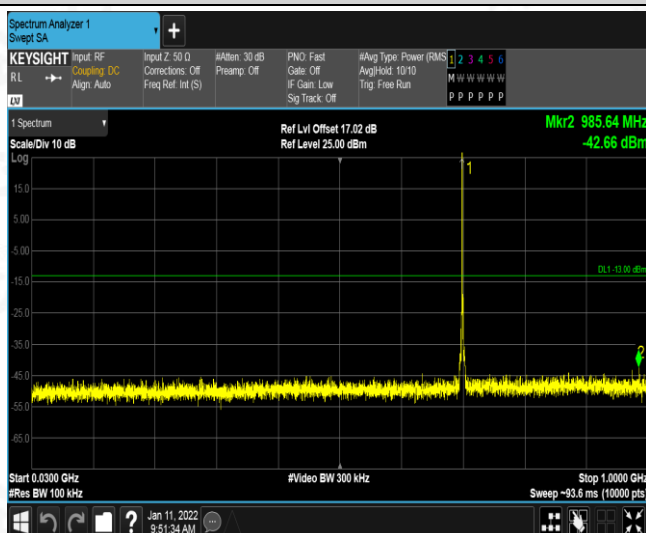 Spectrum Analyzer 1
Swept SA
+
KEYSIGHT
RL
Input: RF
Coupling: DC
Align: Auto
Input Z: 50 Ω
Corrections: Off
Freq Ref: Int (S)
#Atten: 30 dB
Preamp: Off
PNO: Fast
Gate: Off
IF Gain: Low
Sig Track: Off
#Avg Type: Power (RMS
Avg|Hold: 10/10
Trig: Free Run
1 2 3 4 5 6
M W W W W W
P P P P P P
LXI
1 Spectrum
Scale/Div 10 dB
Log
Ref Lvl Offset 17.02 dB
Ref Level 25.00 dBm
Mkr2 985.64 MHz
-42.66 dBm
1
15.0
5.00
-5.00
DL1 -13.00 dBm
-15.0
-25.0
-35.0
2
-45.0
-55.0
-65.0
Start 0.0300 GHz
#Res BW 100 kHz
#Video BW 300 kHz
Stop 1.0000 GHz
Sweep ~93.6 ms (10000 pts)
?
Jan 11, 2022
9:51:34 AM